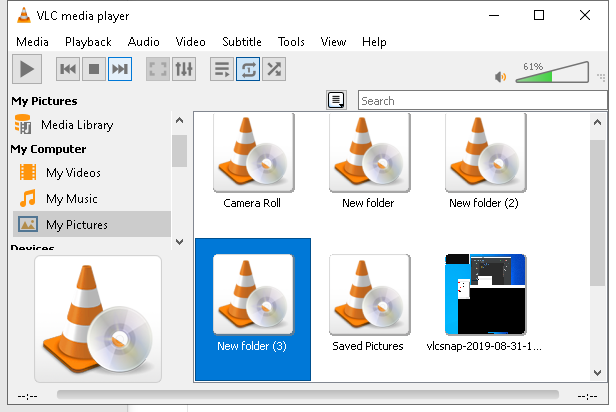 VLC media player
Media Playback Audio Video Subtitle Tools View Help
61%
My Pictures
Search
Media Library
My Computer
My Videos
My Music
My Pictures
Devices
Camera Roll New folder New folder (2)
New folder (3) Saved Pictures vlcsnap-2019-08-31-1...
--:-- --:--